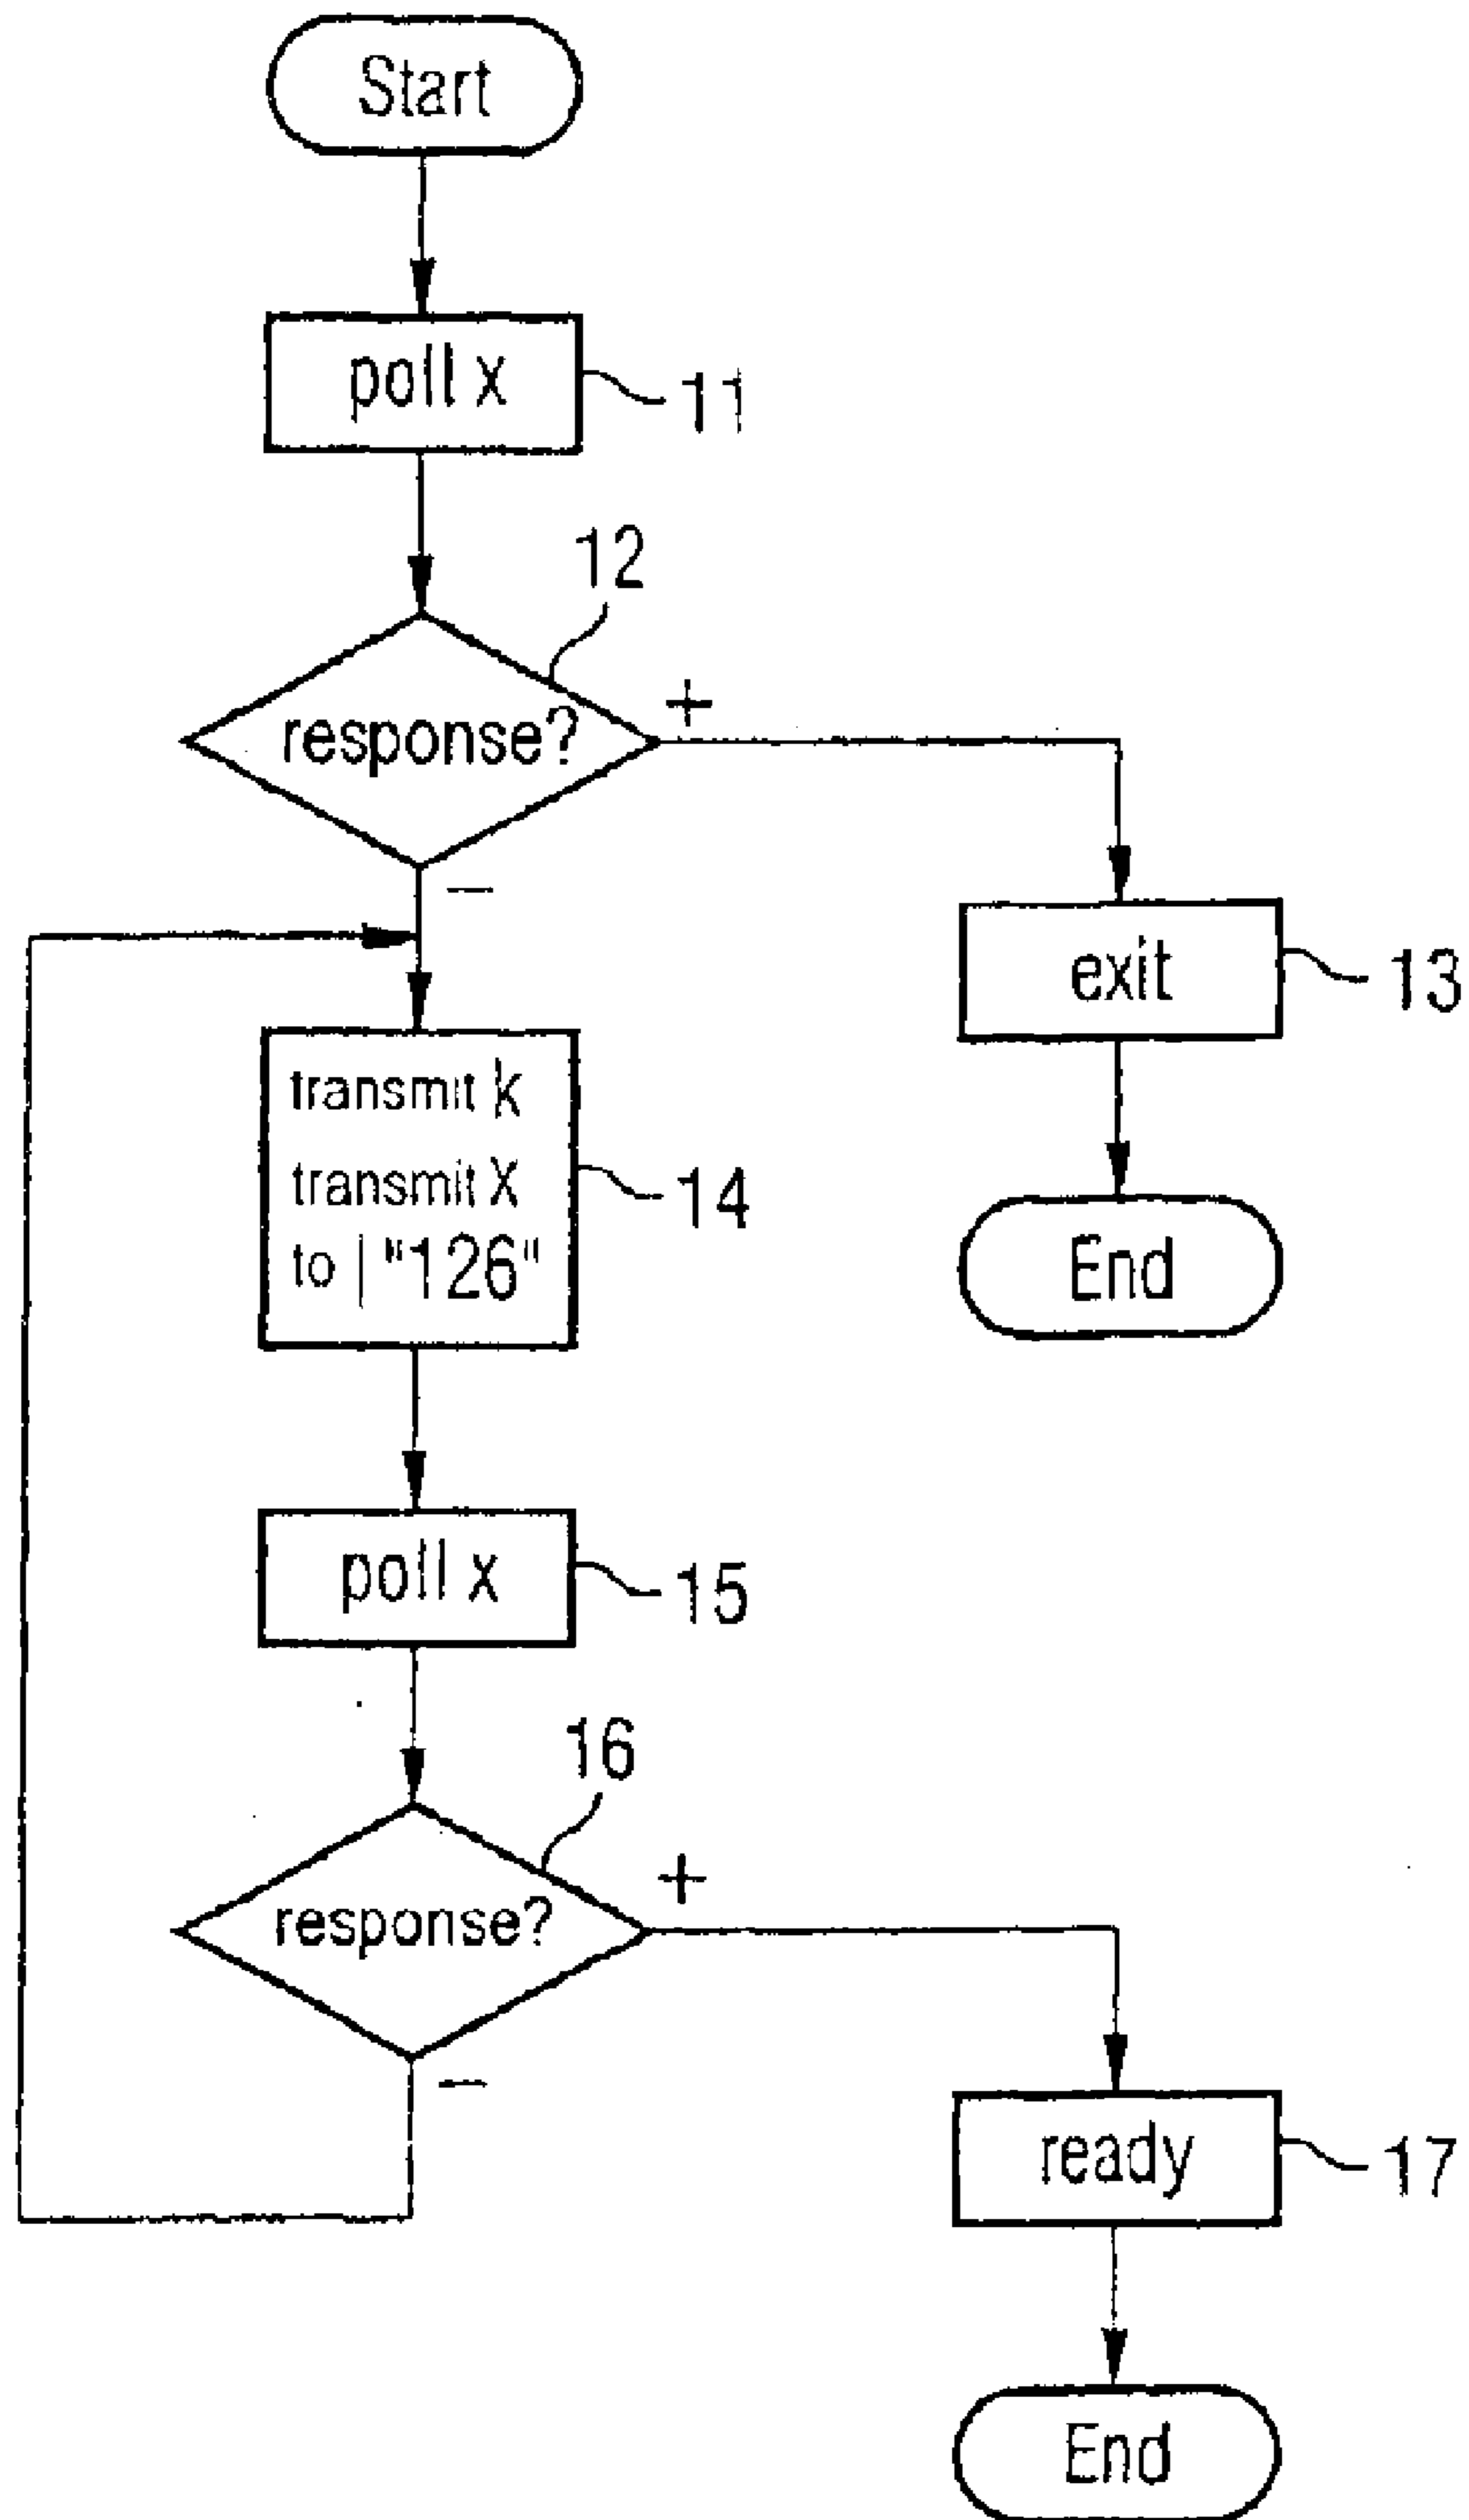 Start
poll x
11
12
response?
+
−
exit
13
transmit k
transmit x
to | "126"
14
End
poll x
15
16
response?
+
−
ready
17
End